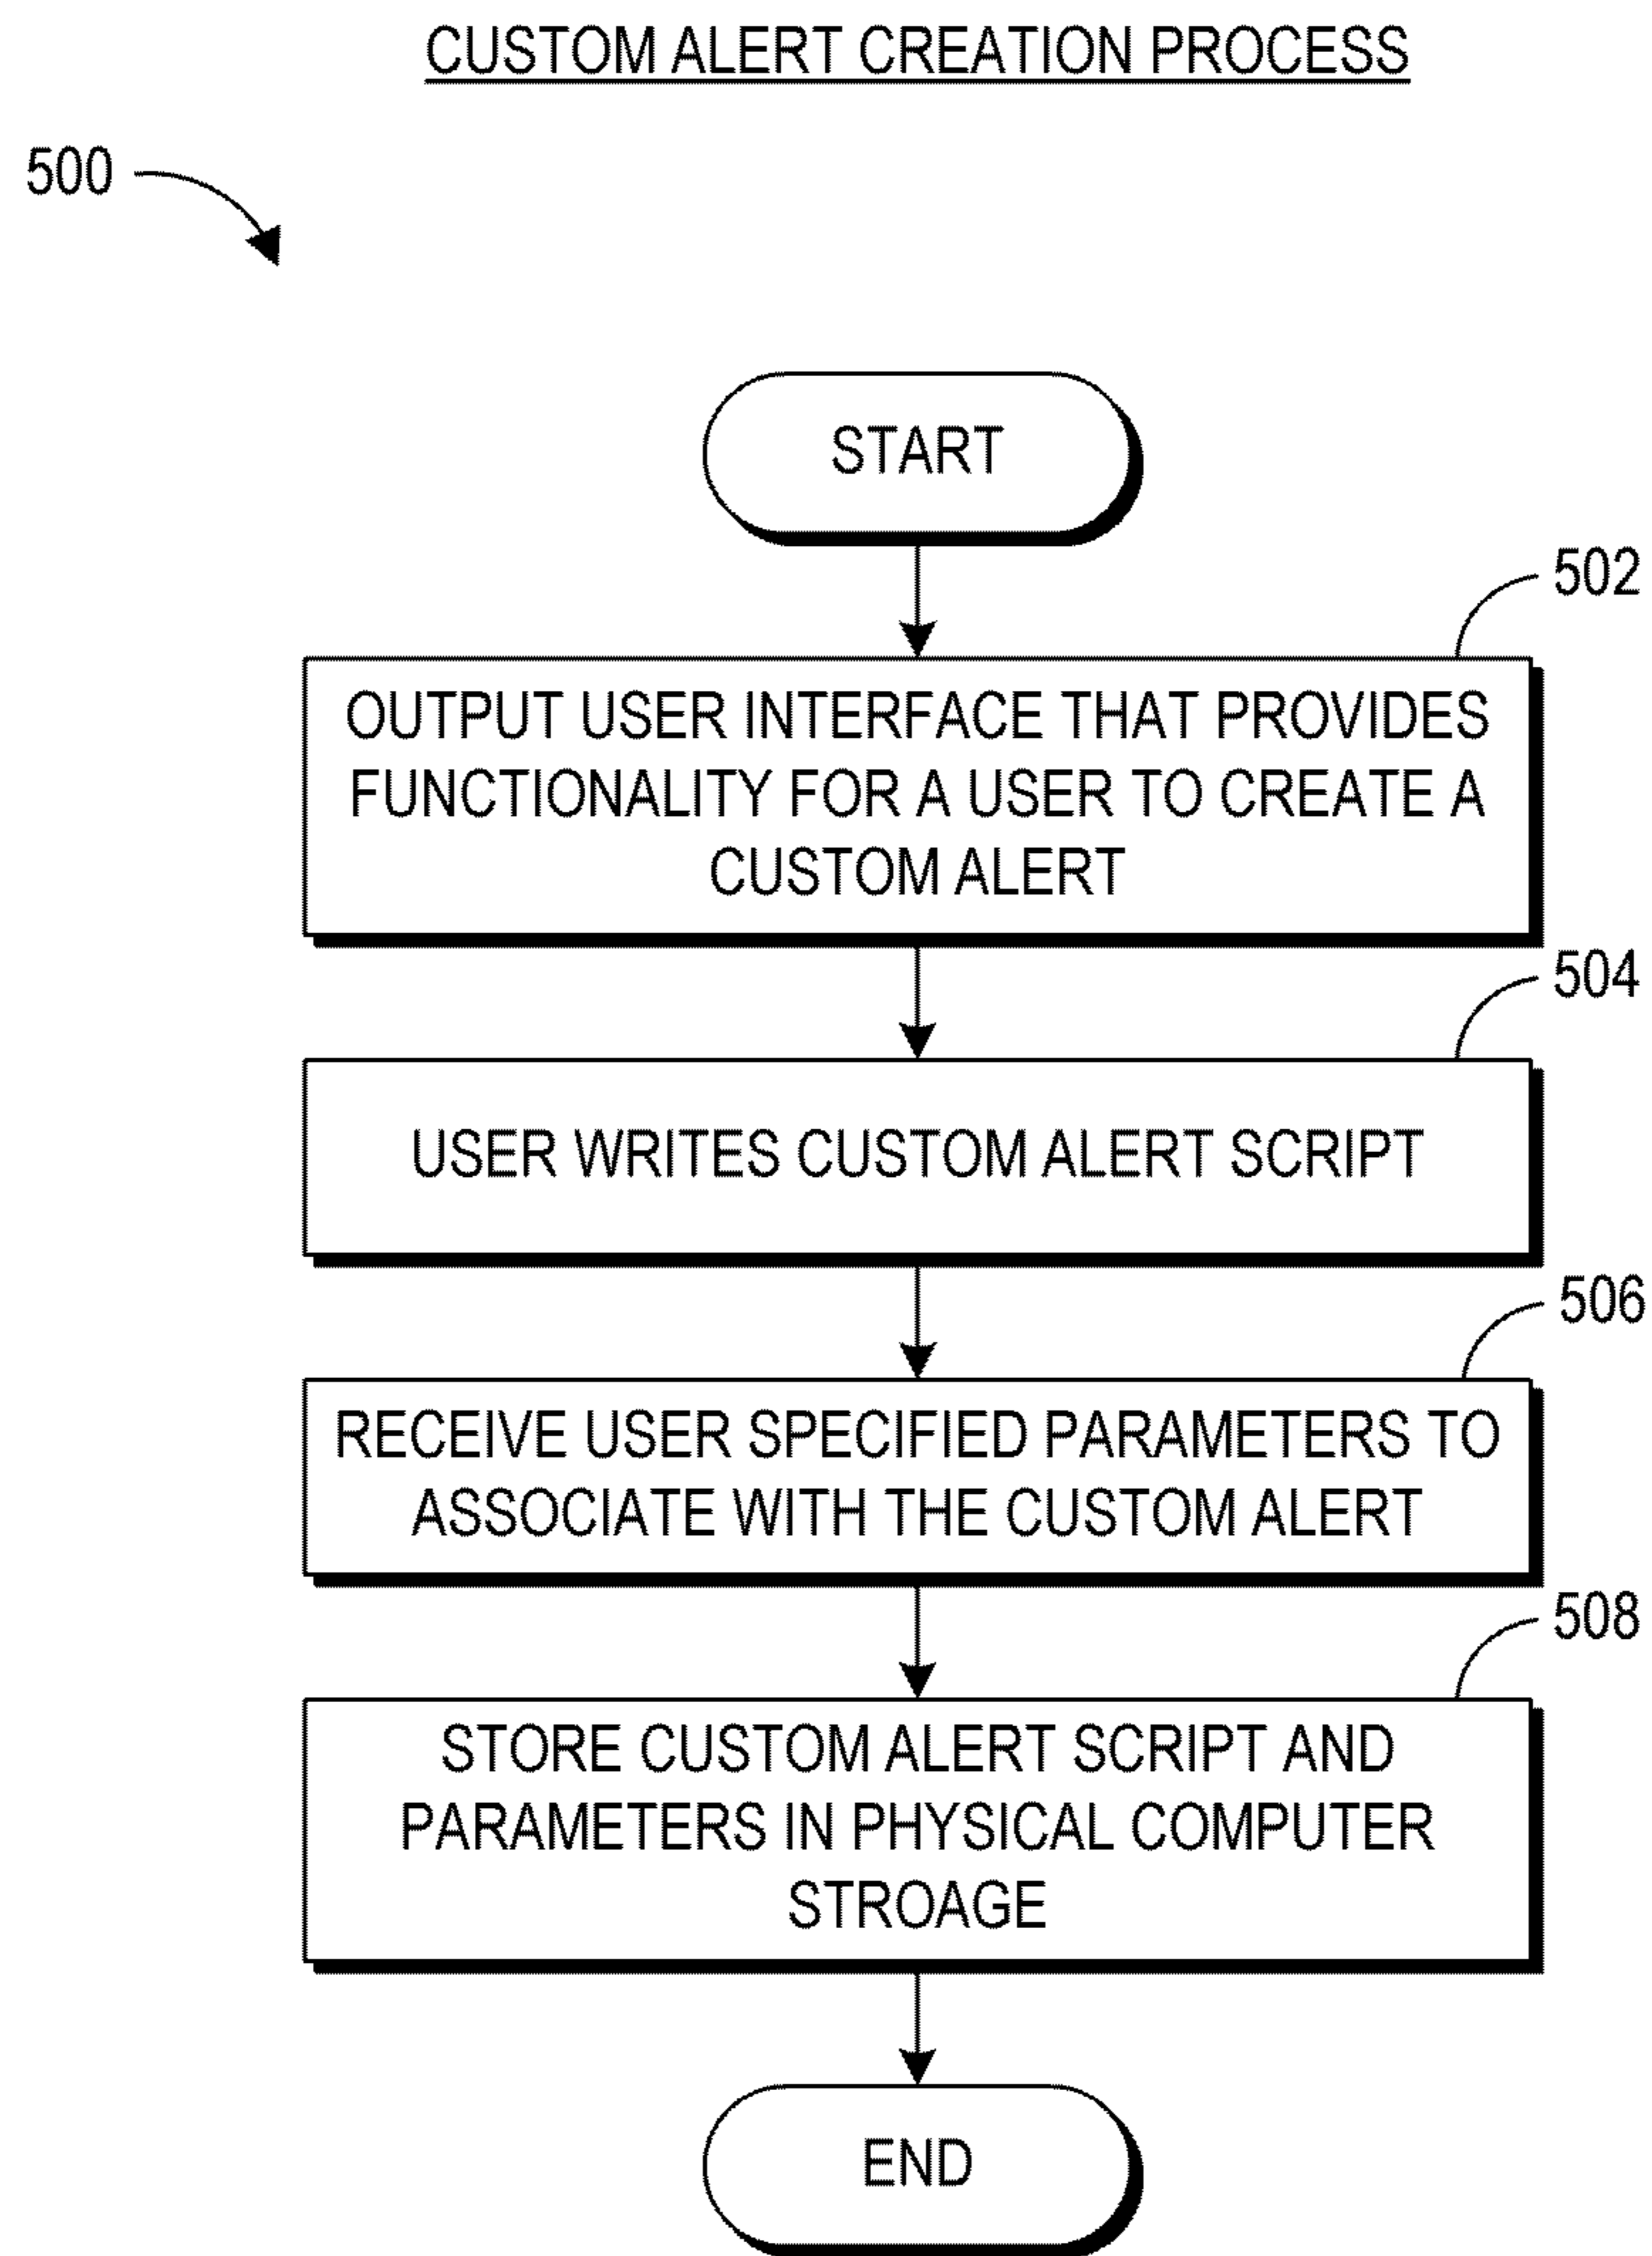 CUSTOM ALERT CREATION PROCESS
500
START
502
OUTPUT USER INTERFACE THAT PROVIDES
FUNCTIONALITY FOR A USER TO CREATE A
CUSTOM ALERT
504
USER WRITES CUSTOM ALERT SCRIPT
506
RECEIVE USER SPECIFIED PARAMETERS TO
ASSOCIATE WITH THE CUSTOM ALERT
508
STORE CUSTOM ALERT SCRIPT AND
PARAMETERS IN PHYSICAL COMPUTER
STROAGE
END